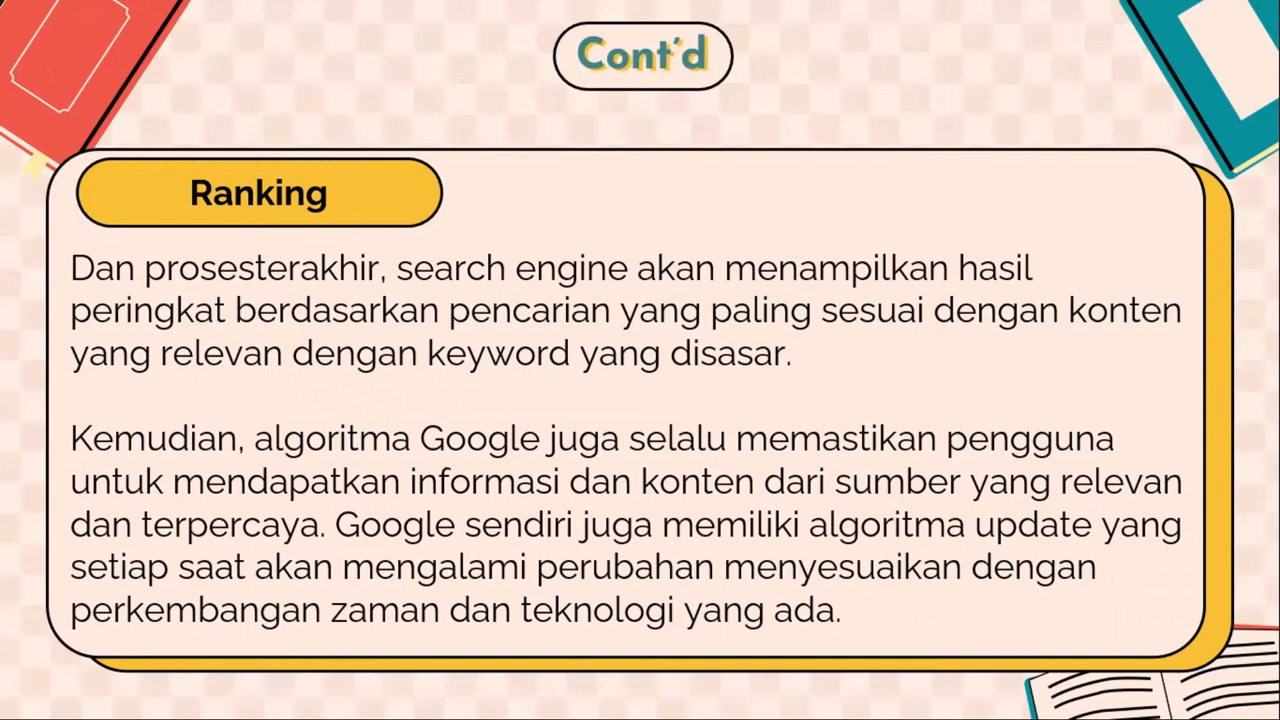 Cont'd
Ranking
Dan prosesterakhir, search engine akan menampilkan hasil
peringkat berdasarkan pencarian yang paling sesuai dengan konten
yang relevan dengan keyword yang disasar.
Kemudian, algoritma Google juga selalu memastikan pengguna
untuk mendapatkan informasi dan konten dari sumber yang relevan
dan terpercaya. Google sendiri juga memiliki algoritma update yang
setiap saat akan mengalami perubahan menyesuaikan dengan
perkembangan zaman dan teknologi yang ada.